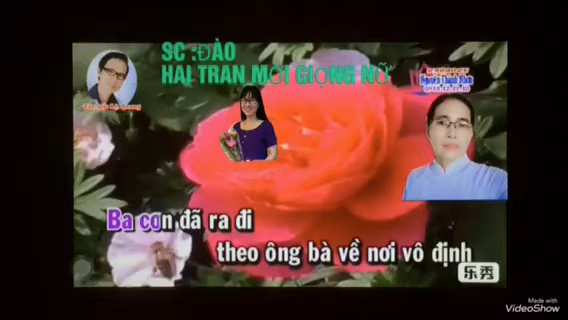 SC :ĐÀO
HAI TRAN MỜI GIỌNG NỮ
Ba con đã ra đi
theo ông bà về nơi vô định
乐秀
Made with
VideoShow